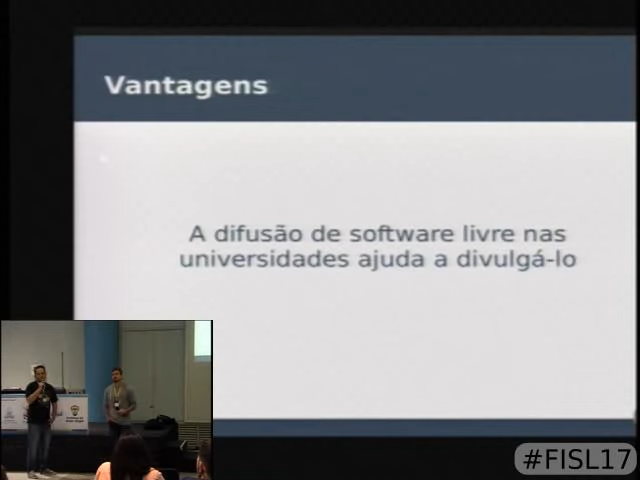 Vantagens
A difusão de software livre nas
universidades ajuda a divulgá-lo
#FISL17